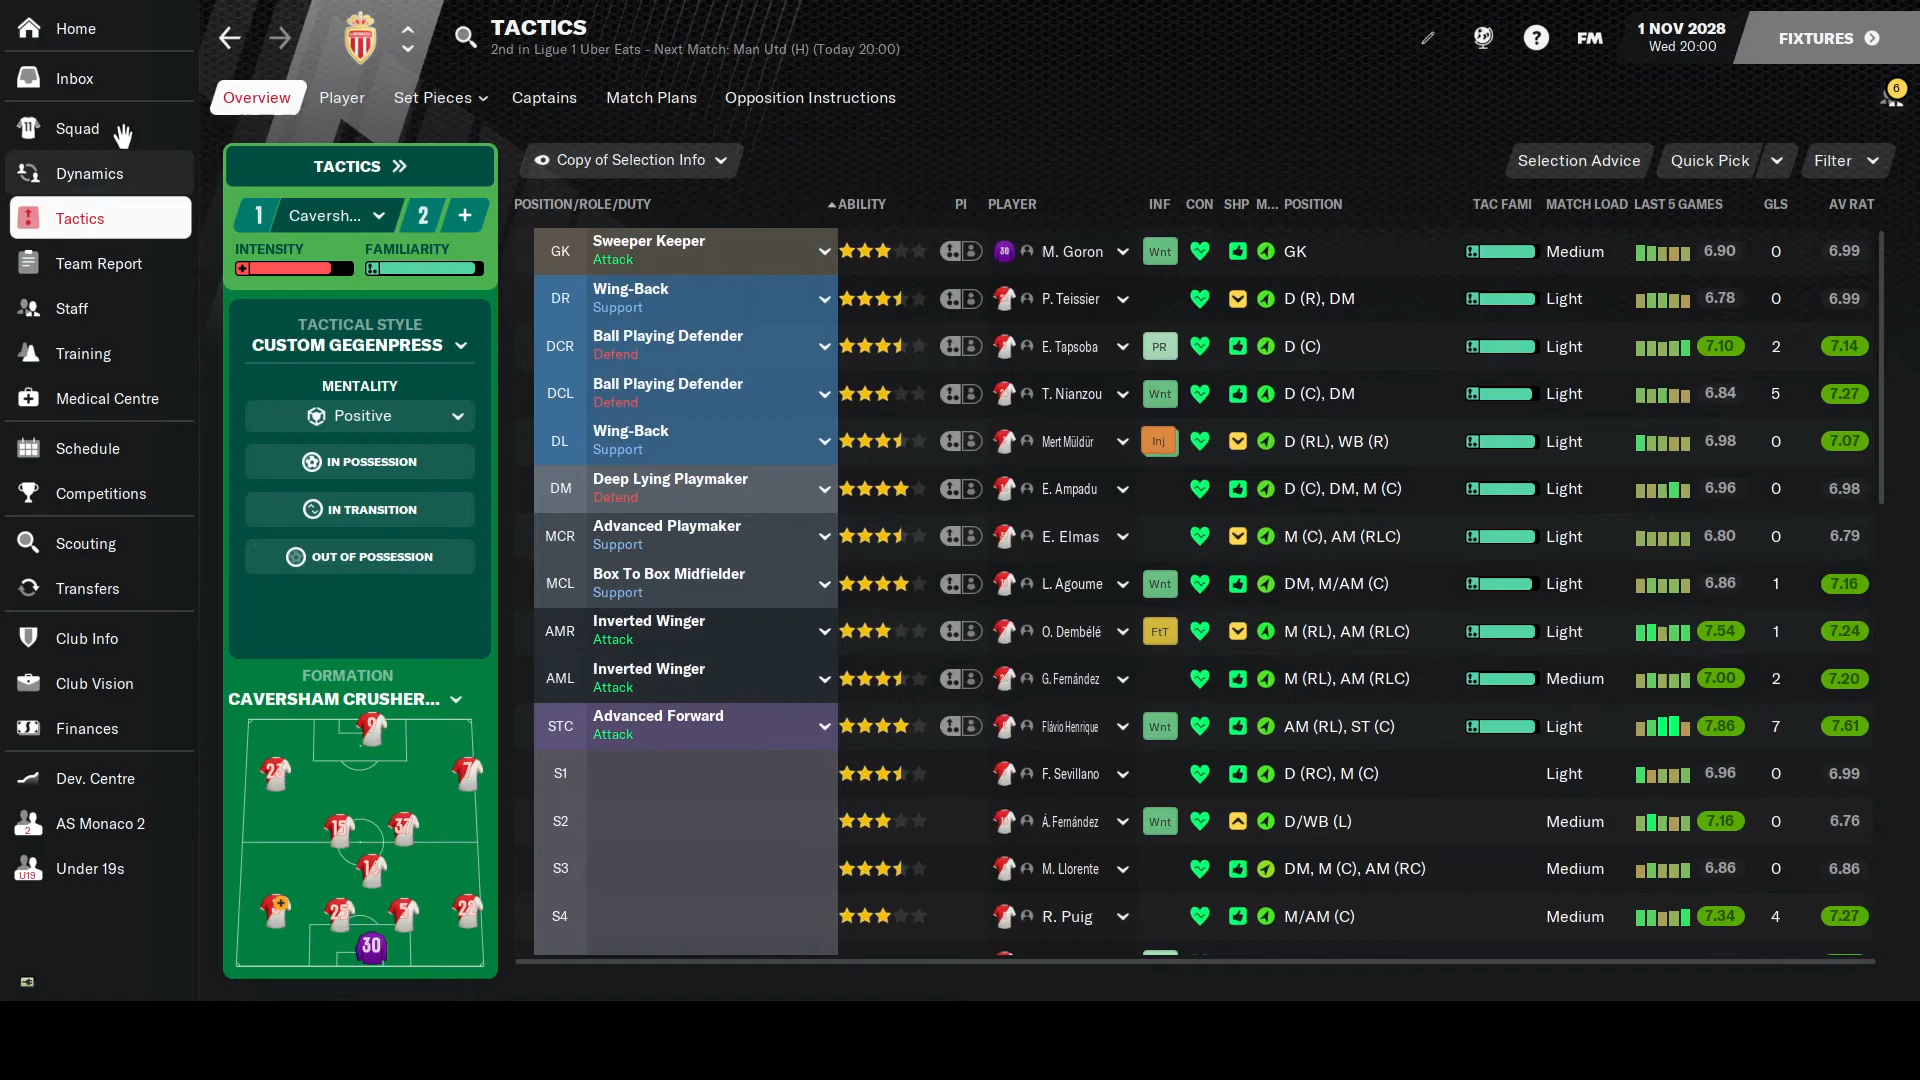 Home
Inbox
Squad
Dynamics
Tactics
Team Report
Staff
Training
Medical Centre
Schedule
Competitions
Scouting
Transfers
Club Info
Club Vision
Finances
Dev. Centre
AS Monaco 2
Under 19s
TACTICS
2nd in Ligue 1 Uber Eats - Next Match: Man Utd (H) (Today 20:00)
FM
1 NOV 2028
Wed 20:00
FIXTURES
Overview Player Set Pieces Captains Match Plans Opposition Instructions
6
TACTICS
1 Caversh... 2 +
INTENSITY FAMILIARITY
TACTICAL STYLE
CUSTOM GEGENPRESS
MENTALITY
Positive
IN POSSESSION
IN TRANSITION
OUT OF POSSESSION
FORMATION
CAVERSHAM CRUSHER...
9
23 7
15 37
25 5
30
Copy of Selection Info Selection Advice Quick Pick Filter
POSITION/ROLE/DUTY ABILITY PI PLAYER INF CON SHP M... POSITION TAC FAMI MATCH LOAD LAST 5 GAMES GLS AV RAT
GK Sweeper Keeper Attack 30 M. Goron Wnt GK Medium 6.90 0 6.99
DR Wing-Back Support P. Teissier D (R), DM Light 6.78 0 6.99
DCR Ball Playing Defender Defend E. Tapsoba PR D (C) Light 7.10 2 7.14
DCL Ball Playing Defender Defend T. Nianzou Wnt D (C), DM Light 6.84 5 7.27
DL Wing-Back Support Mert Müldür Inj D (RL), WB (R) Light 6.98 0 7.07
DM Deep Lying Playmaker Defend E. Ampadu D (C), DM, M (C) Light 6.96 0 6.98
MCR Advanced Playmaker Support E. Elmas M (C), AM (RLC) Light 6.80 0 6.79
MCL Box To Box Midfielder Support L. Agoume Wnt DM, M/AM (C) Light 6.86 1 7.16
AMR Inverted Winger Attack O. Dembélé FtT M (RL), AM (RLC) Light 7.54 1 7.24
AML Inverted Winger Attack G. Fernández M (RL), AM (RLC) Medium 7.00 2 7.20
STC Advanced Forward Attack Flávio Henrique Wnt AM (RL), ST (C) Light 7.86 7 7.61
S1 F. Sevillano D (RC), M (C) Light 6.96 0 6.99
S2 Á. Fernández Wnt D/WB (L) Medium 7.16 0 6.76
S3 M. Llorente DM, M (C), AM (RC) Medium 6.86 0 6.86
S4 R. Puig M/AM (C) Medium 7.34 4 7.27